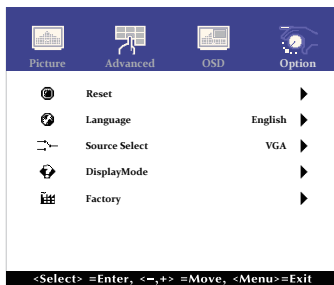 Picture Advanced OSD Option
Reset
Language English
Source Select VGA
DisplayMode
Factory
<Select> =Enter, <−,+> =Move, <Menu>=Exit